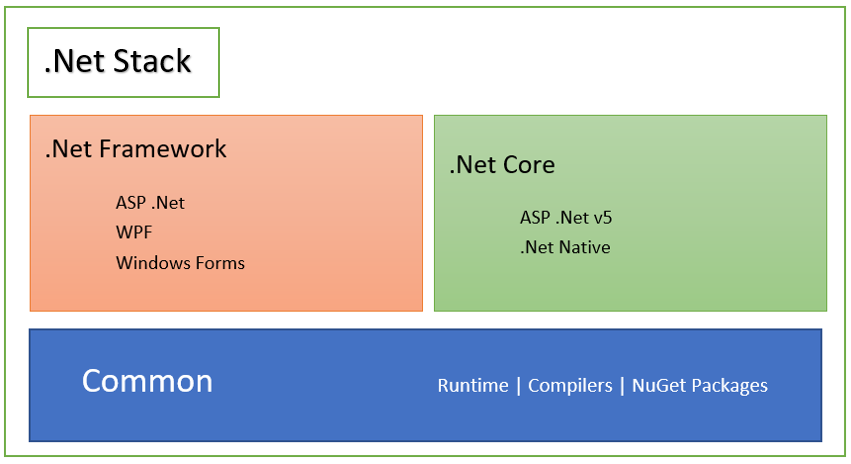 .Net Stack
.Net Framework
ASP .Net
WPF
Windows Forms
.Net Core
ASP .Net v5
.Net Native
Common
Runtime | Compilers | NuGet Packages